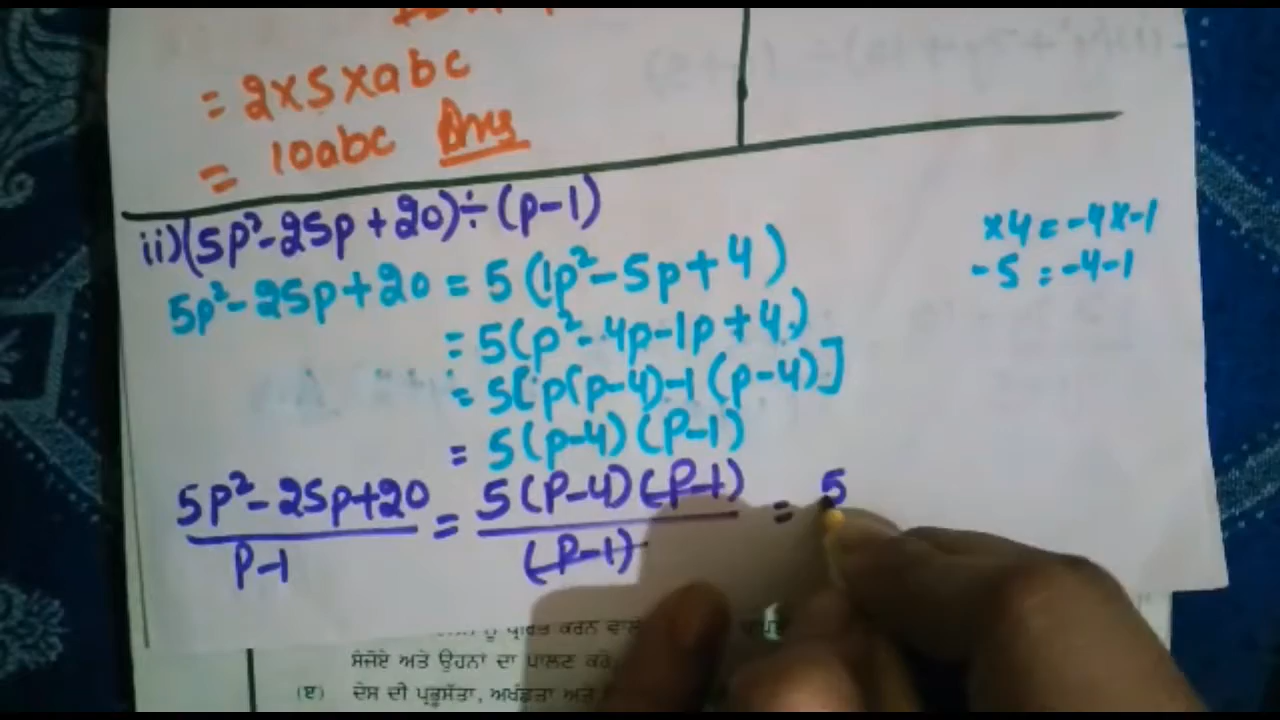 = 2×5×abc
= 10abc Ans
ii) (5p²-25p+20)÷(p-1)
5p²-25p+20 = 5(1p²-5p+4)
×4 = -4×-1
-5 = -4-1
= 5(p²-4p-1p+4)
= 5[p(p-4)-1(p-4)]
= 5(p-4)(p-1)
5p²-25p+20 / p-1 = 5(p-4)(p-1) / (p-1) = 5
ਸੰਜੋਏ ਅਤੇ ਉਹਨਾਂ ਦਾ ਪਾਲਣ ਕਰੇ,
(ੲ) ਦੇਸ ਦੀ ਪ੍ਰਭੂਸੱਤਾ, ਅਖੰਡਤਾ ਅਤੇ